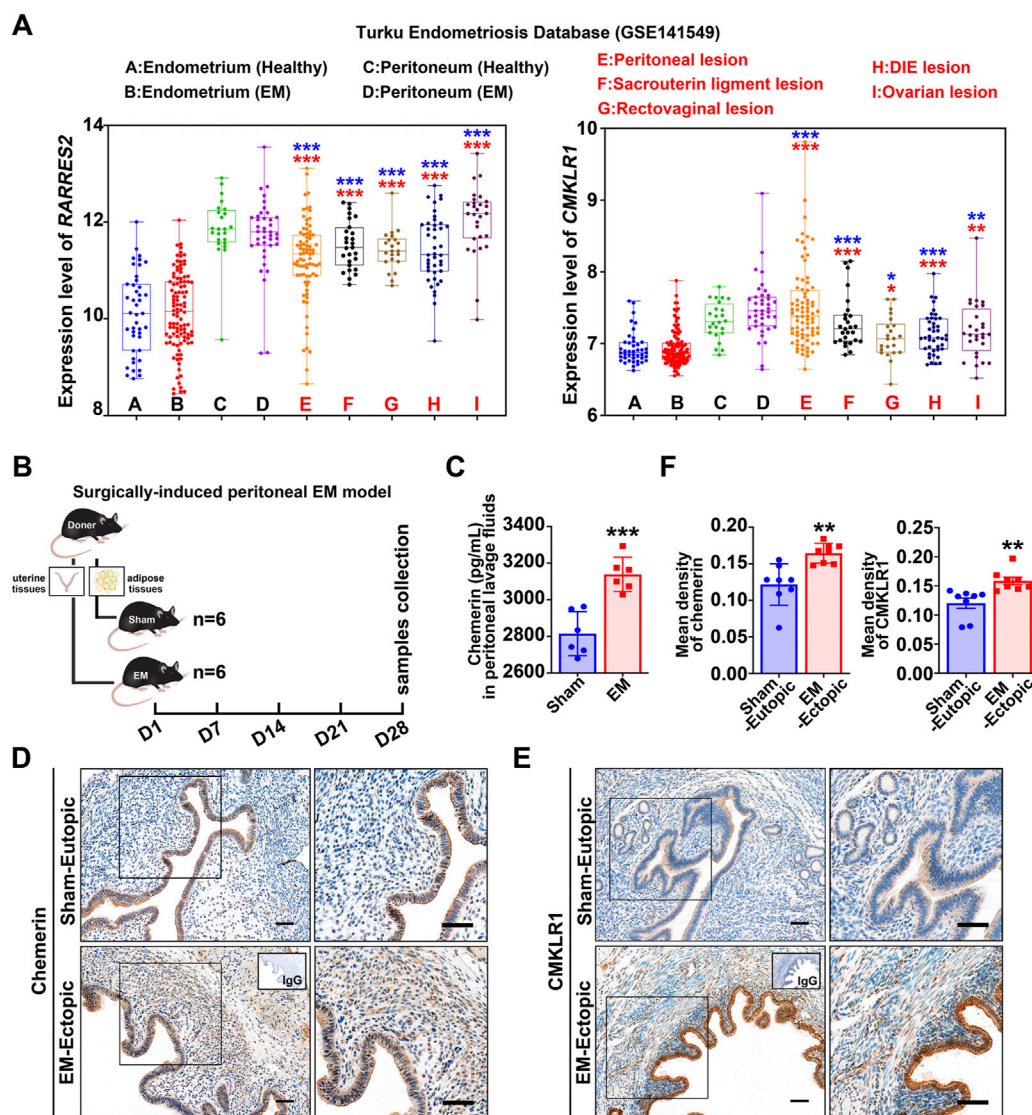 A
Turku Endometriosis Database (GSE141549)
A:Endometrium (Healthy)
B:Endometrium (EM)
C:Peritoneum (Healthy)
D:Peritoneum (EM)
E:Peritoneal lesion
F:Sacrouterin ligment lesion
G:Rectovaginal lesion
H:DIE lesion
I:Ovarian lesion
Expression level of RARRES2
14
12
10
8
***
***
***
***
***
***
***
***
***
***
A B C D E F G H I
Expression level of CMKLR1
10
9
8
7
6
***
***
***
***
*
*
***
***
**
**
A B C D E F G H I
B
Surgically-induced peritoneal EM model
Doner
uterine
tissues
adipose
tissues
Sham
n=6
EM
n=6
samples collection
D1 D7 D14 D21 D28
C
Chemerin (pg/mL)
in peritoneal lavage fluids
3400
3200
3000
2800
2600
***
Sham
EM
F
Mean density
of chemerin
0.20
0.15
0.10
0.05
0.00
**
Sham
-Eutopic
EM
-Ectopic
Mean density
of CMKLR1
0.25
0.20
0.15
0.10
0.05
0.00
**
Sham
-Eutopic
EM
-Ectopic
D
Chemerin
Sham-Eutopic
EM-Ectopic
IgG
E
CMKLR1
Sham-Eutopic
EM-Ectopic
IgG